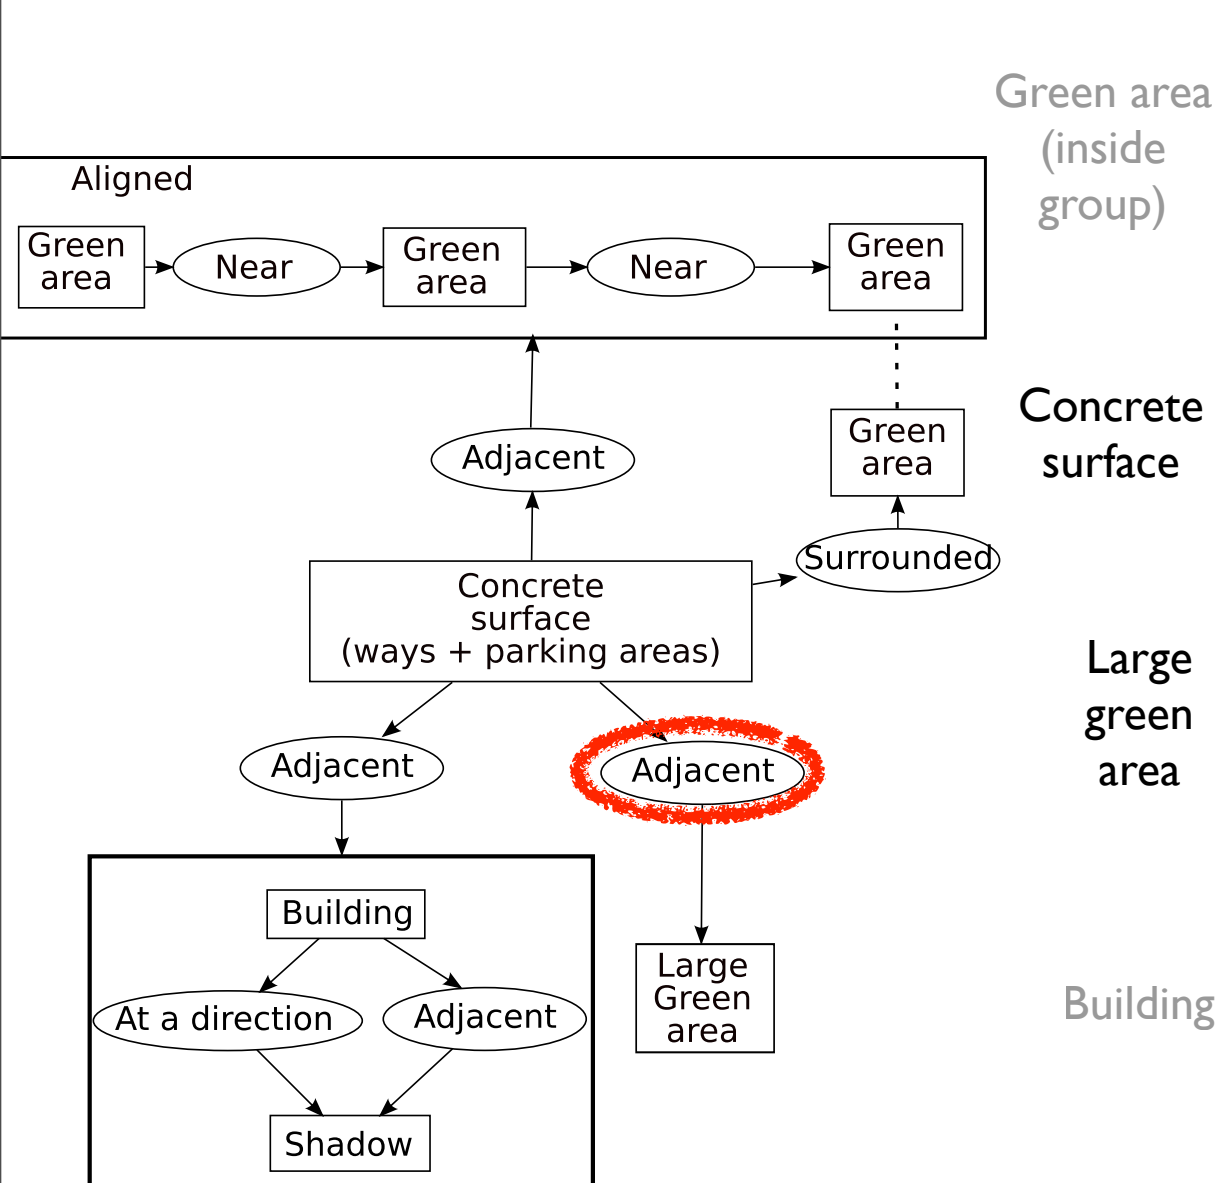 Green area
(inside
group)
Aligned
Green
area
Near
Green
area
Near
Green
area
Concrete
surface
Green
area
Adjacent
Surrounded
Concrete
surface
(ways + parking areas)
Large
green
area
Adjacent
Adjacent
Building
At a direction
Adjacent
Shadow
Large
Green
area
Building